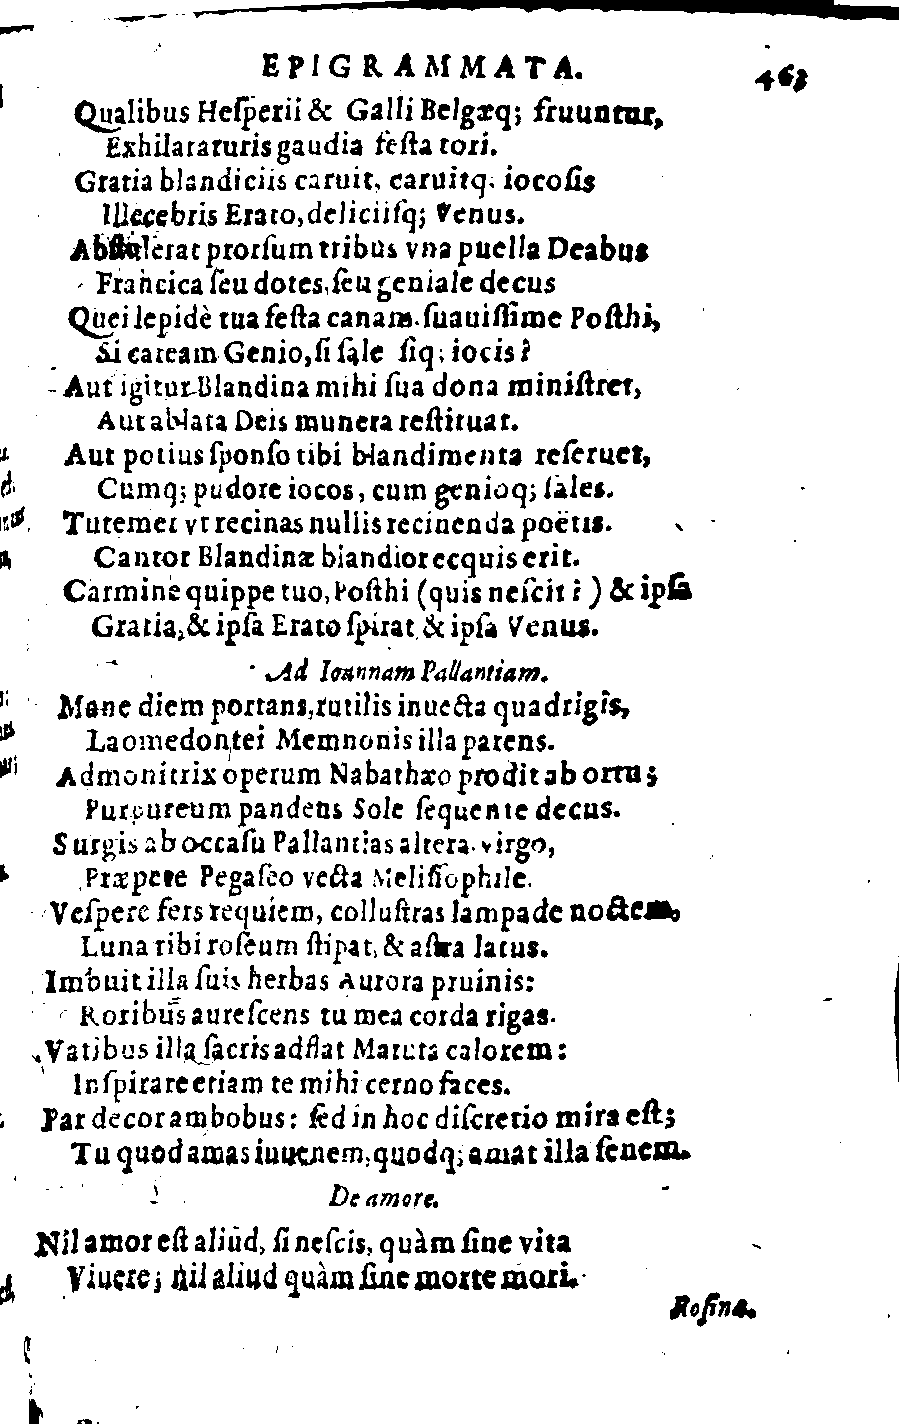 EPIGRAMMATA. 463
Qualibus Heſperii & Galli Belgæq; fruuntur,
Exhilaraturis gaudia feſta tori.
Gratia blandiciis caruit, caruitq; iocoſis
Illecebris Erato, deliciiſq; Venus.
Abſtulerat prorſum tribus vna puella Deabus
Francica ſeu dotes, ſeu geniale decus
Quei lepidè tua feſta canam ſuauiſſime Poſthi,
Si caream Genio, ſi ſale ſiq; iocis?
Aut igitur Blandina mihi ſua dona miniſtret,
Aut ablata Deis munera reſtituat.
Aut potius ſponſo tibi blandimenta reſeruet,
Cumq; pudore iocos, cum genioq; ſales.
Tutemet vt recinas nullis recinenda poëtis.
Cantor Blandinæ blandior ecquis erit.
Carmine quippe tuo, Poſthi (quis neſcit?) & ipſa
Gratia, & ipſa Erato ſpirat, & ipſa Venus.
Ad Ioannam Pallantiam.
Mane diem portans, rutilis inuecta quadrigis,
Laomedontei Memnonis illa parens.
Admonitrix operum Nabathæo prodit ab ortu;
Purpureum pandens Sole ſequente decus.
Surgis ab occaſu Pallantias altera virgo,
Præpete Pegaſeo vecta Meliſſophile.
Veſpere fers requiem, colluſtras lampade noctem,
Luna tibi roſeum ſtipat, & aſtra latus.
Imbuit illa ſuis herbas Aurora pruinis:
Roribus aureſcens tu mea corda rigas.
Vatibus illa ſacris adflat Matuta calorem:
Inſpirare etiam te mihi cerno faces.
Par decor ambobus: ſed in hoc diſcretio mira eſt;
Tu quod amas iuuenem, quodq; amat illa ſenem.
De amore.
Nil amor eſt aliud, ſi neſcis, quàm ſine vita
Viuere; nil aliud quàm ſine morte mori.
Roſinæ.